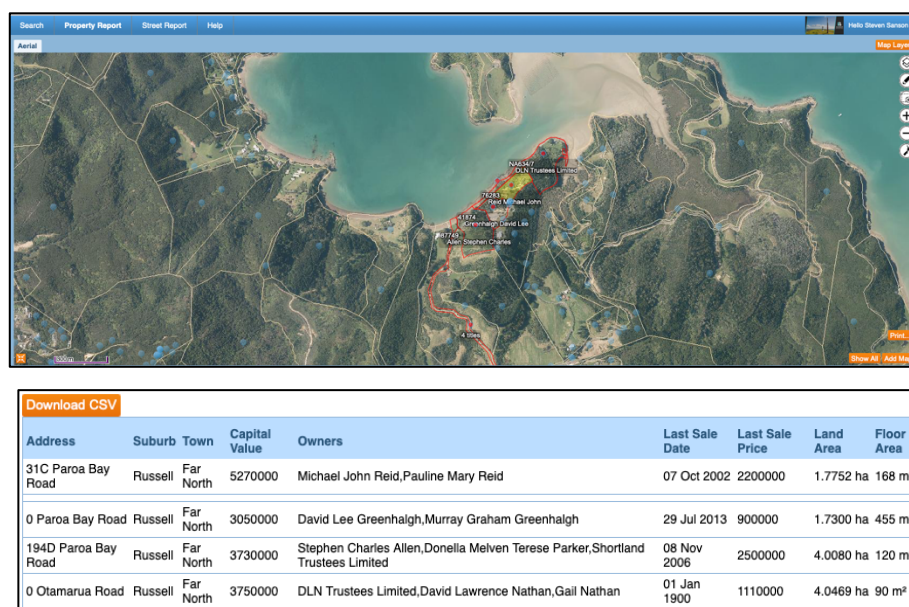 Search Property Report Street Report Help Hello Steven Sanson
Aerial Map Layer
NA634/7
DLN Trustees Limited
76283
Reid Michael John
41874
Greenhalgh David Lee
Allen Stephen Charles
4 titles
300m
Print...
Show All Add Ma
Download CSV
Address Suburb Town Capital Value Owners Last Sale Date Last Sale Price Land Area Floor Area
31C Paroa Bay Road Russell Far North 5270000 Michael John Reid,Pauline Mary Reid 07 Oct 2002 2200000 1.7752 ha 168 m
0 Paroa Bay Road Russell Far North 3050000 David Lee Greenhalgh,Murray Graham Greenhalgh 29 Jul 2013 900000 1.7300 ha 455 m
194D Paroa Bay Road Russell Far North 3730000 Stephen Charles Allen,Donella Melven Terese Parker,Shortland Trustees Limited 08 Nov 2006 2500000 4.0080 ha 120 m
0 Otamarua Road Russell Far North 3750000 DLN Trustees Limited,David Lawrence Nathan,Gail Nathan 01 Jan 1900 1110000 4.0469 ha 90 m²